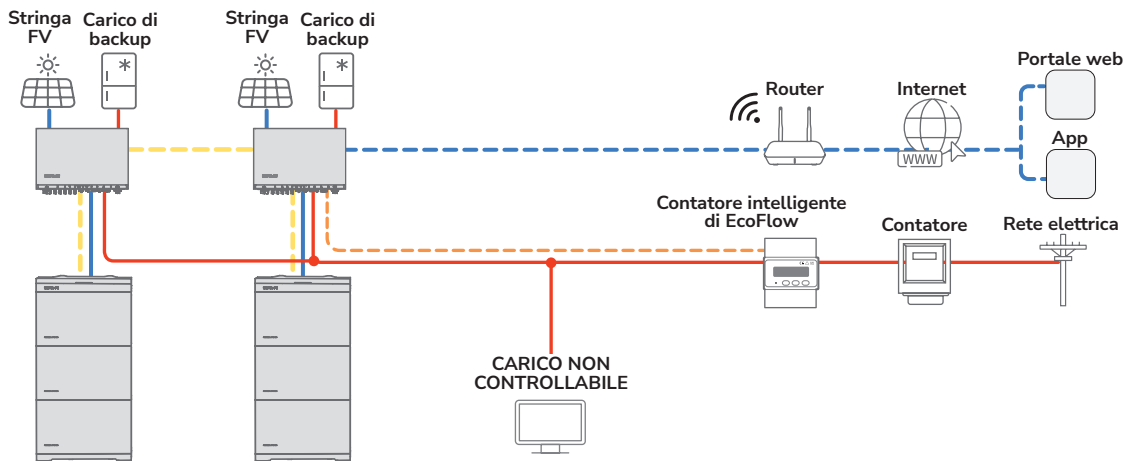 Stringa
FV
Carico di
backup
Stringa
FV
Carico di
backup
Portale web
Router
Internet
WWW
App
Contatore intelligente
di EcoFlow
Contatore
Rete elettrica
CARICO NON
CONTROLLABILE